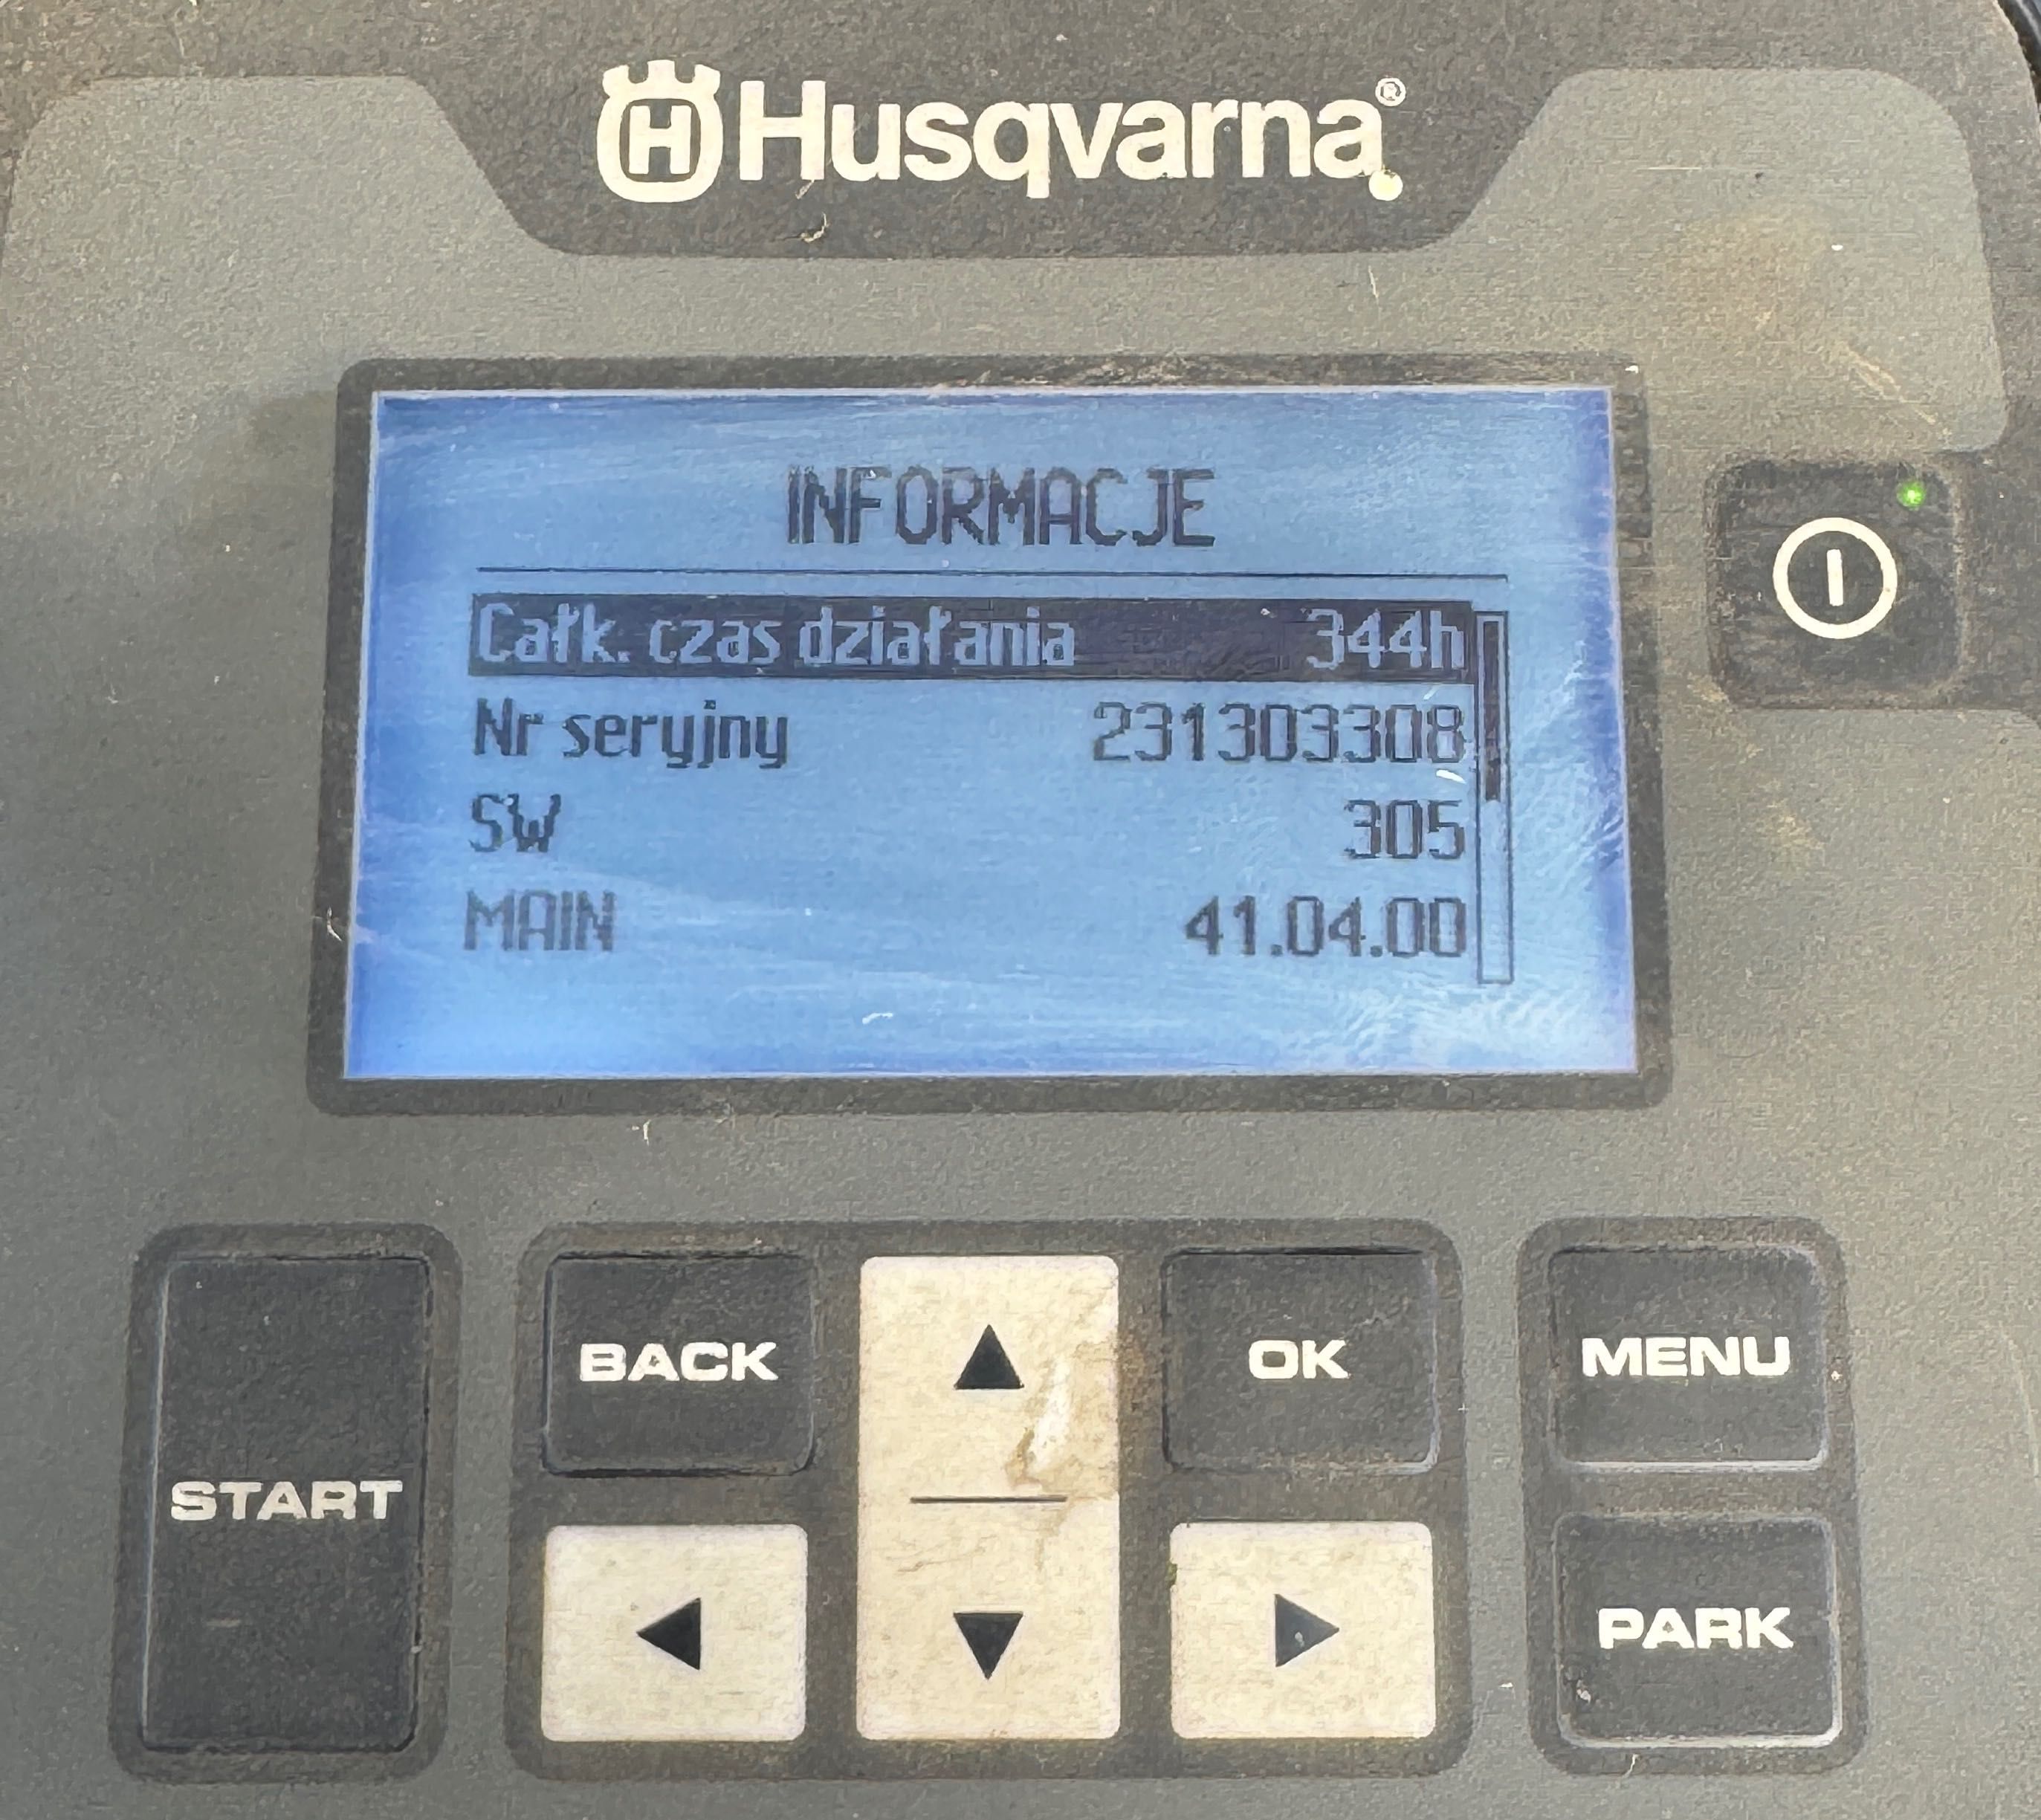 H Husqvarna®
INFORMACJE
Całk. czas działania 344h
Nr seryjny 231303308
SW 305
MAIN 41.04.00
BACK OK MENU
START
PARK